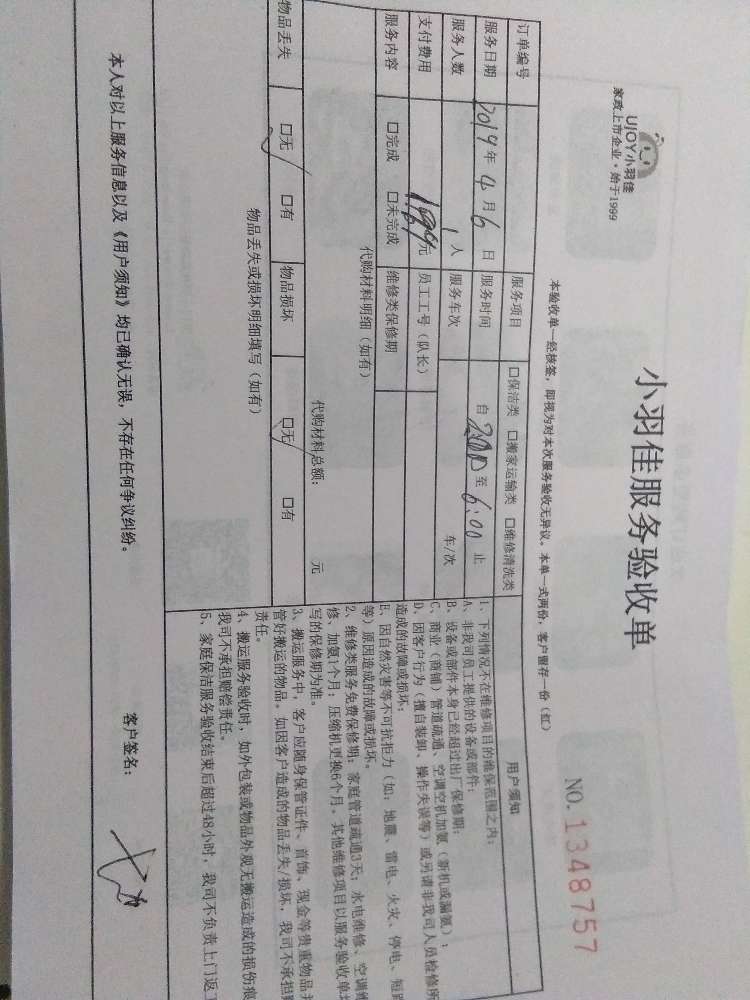 UJOY小羽佳
家政上市企业·始于1999
小羽佳服务验收单
NO.1348757
本验收单一经核签，即视为对本次服务验收无异议。本单一式两份，客户留存一份（红）
订单编号 服务项目 口保洁类 口搬家运输类 口维修清洗类
服务日期 2019年4月6日 服务时间 自 至6:00止
服务人数 1人 服务车次 车/次
支付费用 元 员工工号（队长）
服务内容 口完成 口未完成 维修类保修期
代购材料明细（如有）
代购材料总额： 元
物品丢失 口无 口有 物品损坏 口无 口有
物品丢失或损坏明细填写（如有）
用户须知
1、下列情况不在维修项目的维保范围之内：
A、非我司员工提供的设备或部件；
B、设备或部件本身已经超过出厂保修期；
C、商业（商铺）管道疏通、空调空机加氨（新机或漏氨）；
D、因客户行为（擅自装卸、操作失误等）或另请非我司人员检修所
造成的故障或损坏；
E、因自然灾害等不可抗拒力（如：地震、雷电、火灾、停电、短路
等）原因造成的故障或损坏。
2、维修类服务免费保修期：家庭管道疏通3天；水电维修、空调维
修、加氨1个月；压缩机更换6个月。其他维修项目以服务验收单填
写的保修期为准。
3、搬运服务中，客户应随身保管证件、首饰、现金等贵重物品并
管好搬运的物品。如因客户造成的物品丢失/损坏，我司不承担赔
责任。
4、搬运服务验收时，如外包装或物品外观无搬运造成的损伤痕
我司不承担赔偿责任。
5、家庭保洁服务验收结束后超过48小时，我司不负责上门返工
本人对以上服务信息以及《用户须知》均已确认无误，不存在任何争议纠纷。
客户签名：